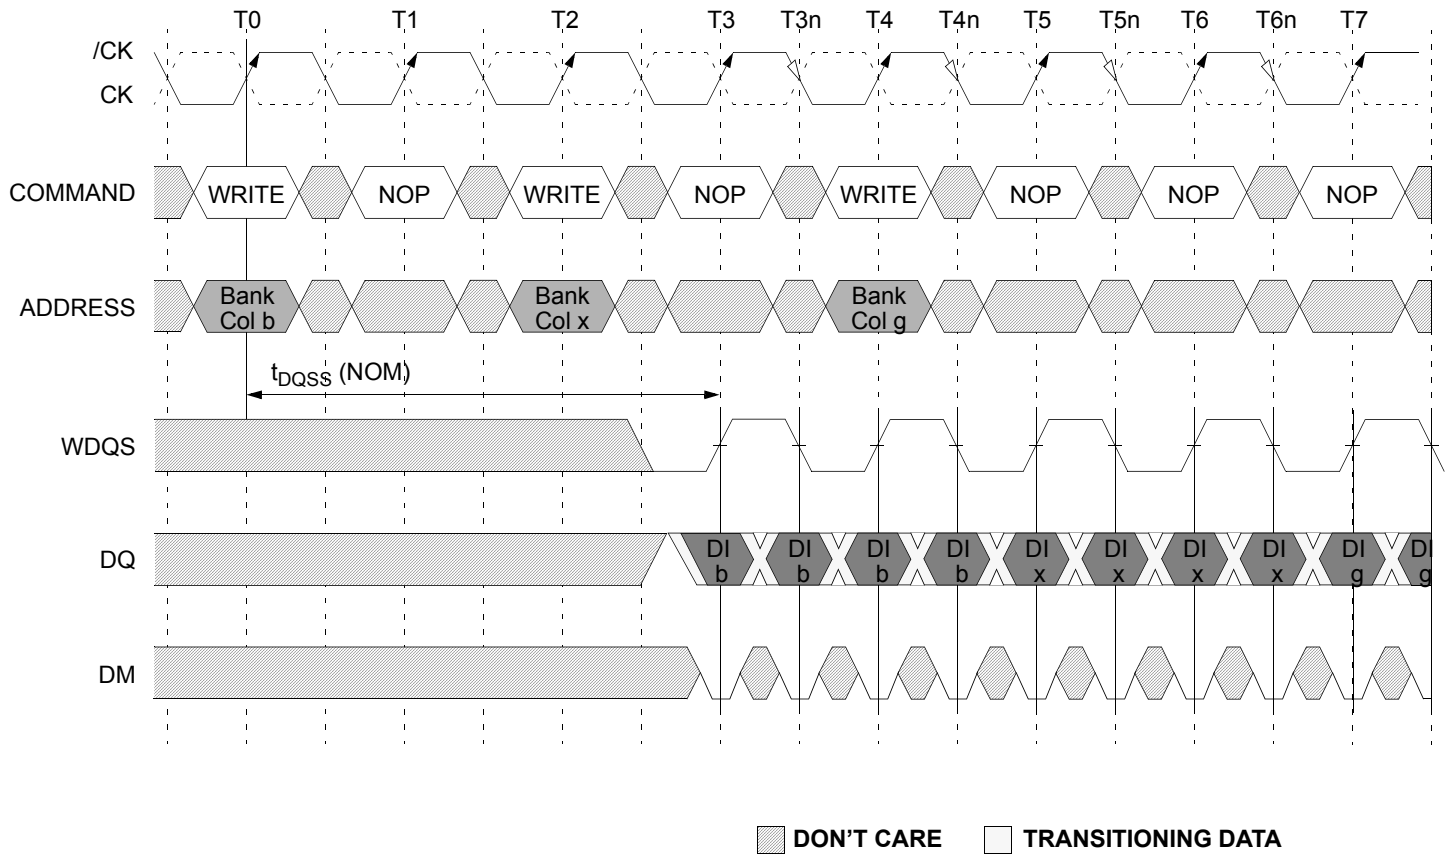 T0 T1 T2 T3 T3n T4 T4n T5 T5n T6 T6n T7
/CK
CK
COMMAND WRITE NOP WRITE NOP WRITE NOP NOP NOP
ADDRESS Bank Col b Bank Col x Bank Col g
tDQSS (NOM)
WDQS
DQ DI b DI b DI b DI b DI x DI x DI x DI x DI g DI g
DM
DON'T CARE TRANSITIONING DATA